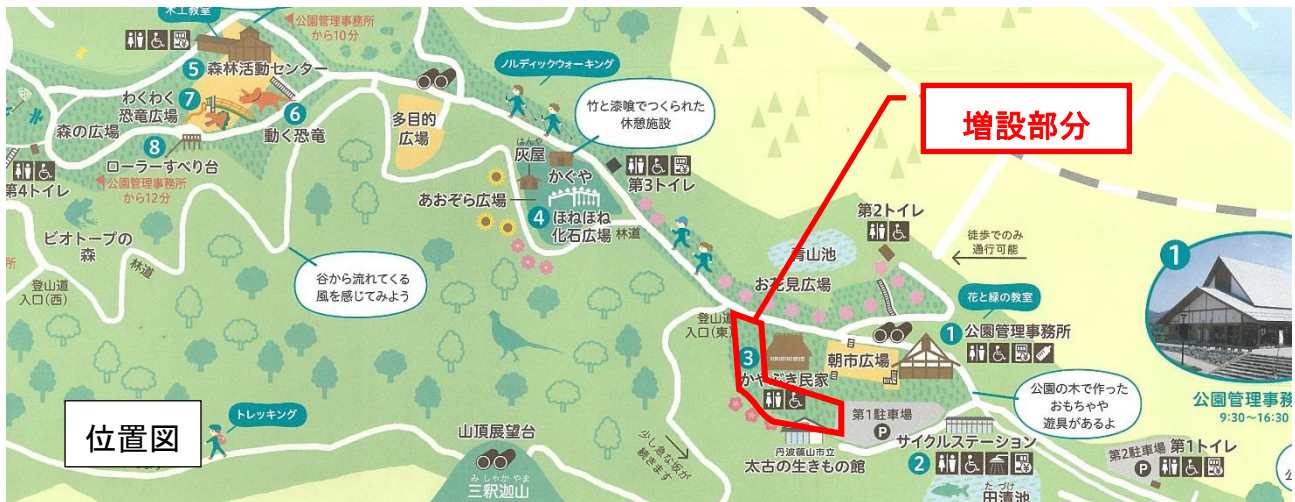 木工教室
公園管理事務所
から10分
5 森林活動センター
わくわく
恐竜広場
7
6
動く恐竜
森の広場
8
ローラーすべり台
第4トイレ
公園管理事務所
から12分
ビオトープの
森
林道
登山道
入口(西)
谷から流れてくる
風を感じてみよう
多目的
広場
ノルディックウォーキング
竹と漆喰でつくられた
休憩施設
はんや
灰屋
かぐや
あおぞら広場
4 ほねほね
化石広場
林道
第3トイレ
増設部分
第2トイレ
徒歩でのみ
通行可能
青山池
お花見広場
花と緑の教室
登山道
入口(東)
3
かやぶき民家
朝市広場
1 公園管理事務所
1
公園管理事務
9:30〜16:30
公園の木で作った
おもちゃや
遊具があるよ
第1駐車場
P
丹波篠山市立
太古の生きもの館
サイクルステーション
2
たづけ
田漬池
第2駐車場
P
第1トイレ
位置図
トレッキング
山頂展望台
みしゃかやま
三釈迦山
少し急な坂が
続きます